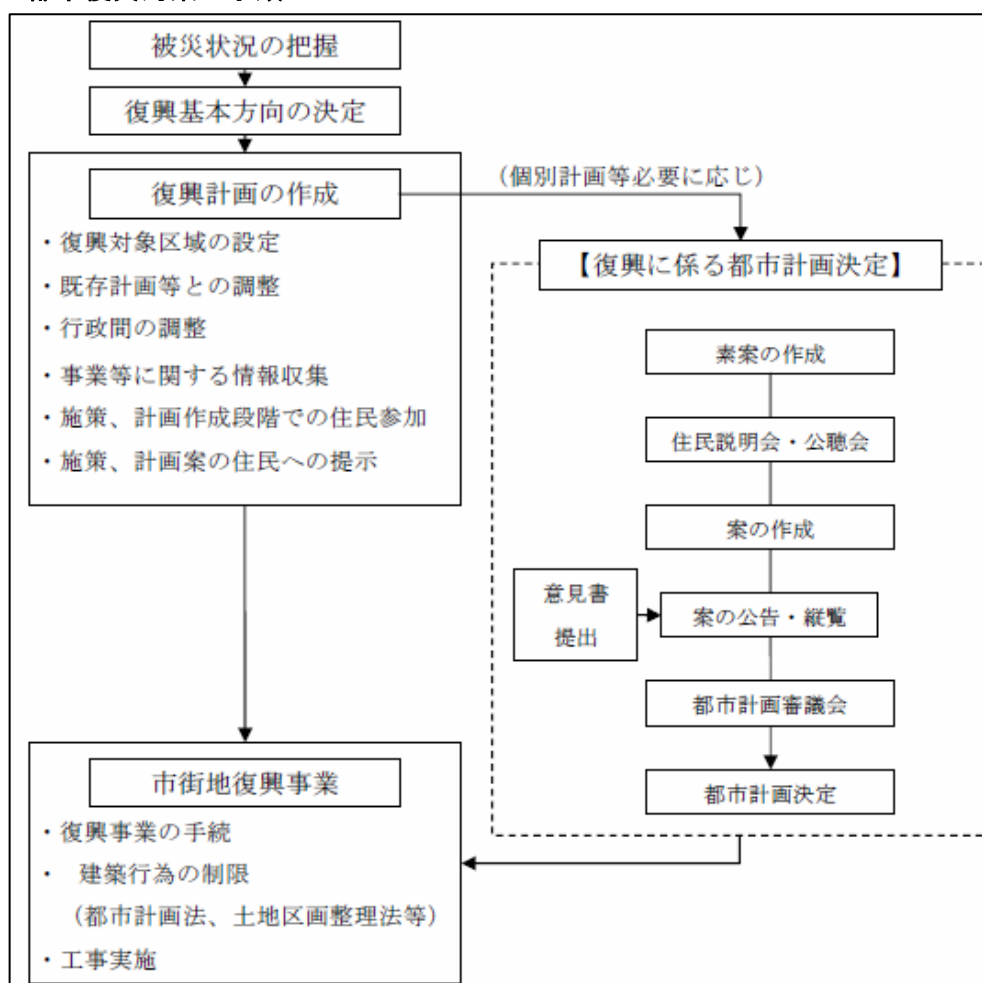 被災状況の把握
復興基本方向の決定
復興計画の作成
・復興対象区域の設定
・既存計画等との調整
・行政間の調整
・事業等に関する情報収集
・施策、計画作成段階での住民参加
・施策、計画案の住民への提示
(個別計画等必要に応じ)
【復興に係る都市計画決定】
素案の作成
住民説明会・公聴会
案の作成
意見書
提出
案の公告・縦覧
都市計画審議会
都市計画決定
市街地復興事業
・復興事業の手続
・ 建築行為の制限
(都市計画法、土地区画整理法等)
・工事実施